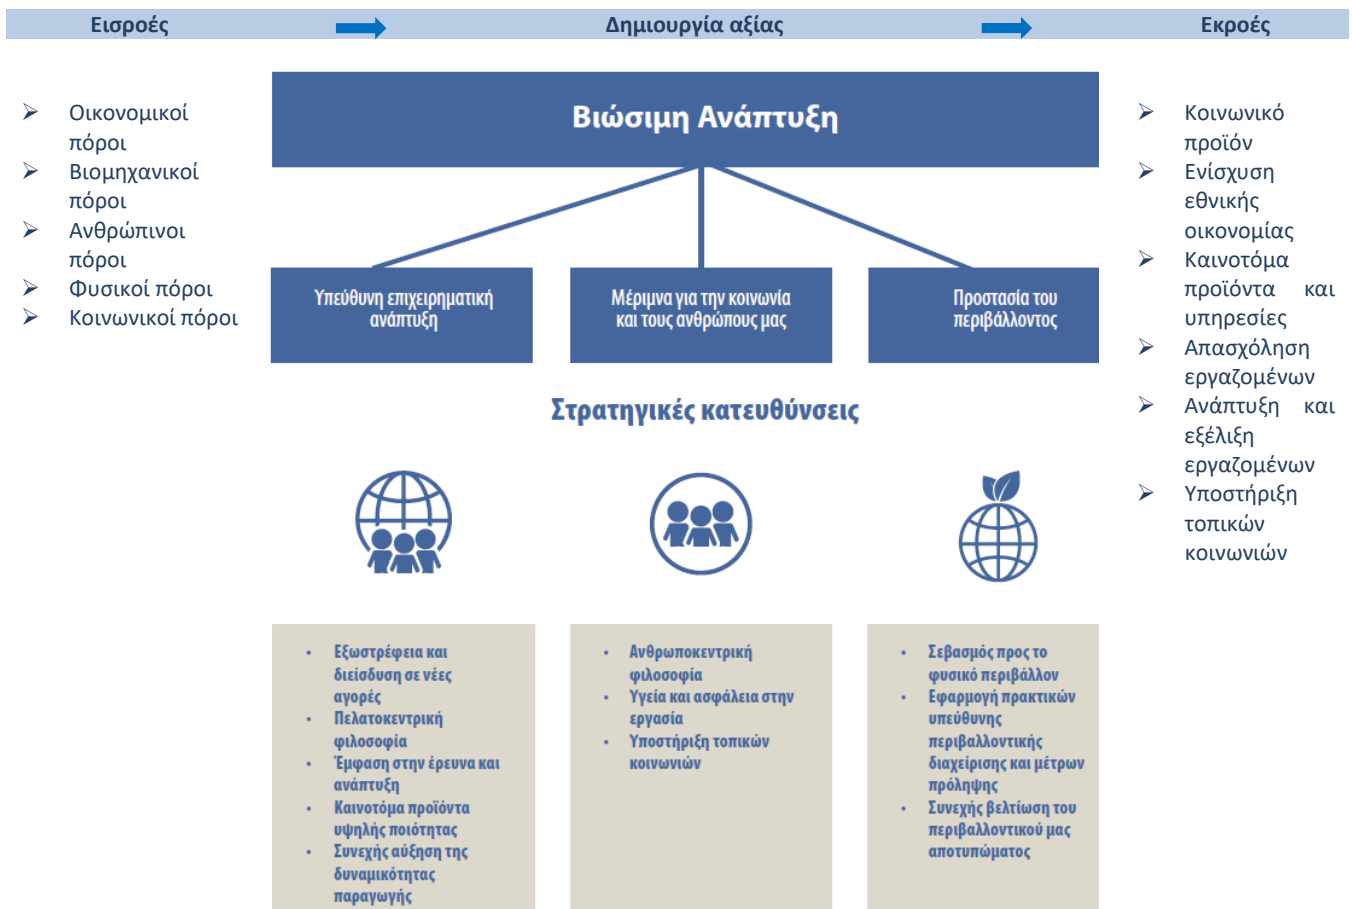 Εισροές
Δημιουργία αξίας
Εκροές
➢ Οικονομικοί
πόροι
➢ Βιομηχανικοί
πόροι
➢ Ανθρώπινοι
πόροι
➢ Φυσικοί πόροι
➢ Κοινωνικοί πόροι
Βιώσιμη Ανάπτυξη
Υπεύθυνη επιχειρηματική
ανάπτυξη
Μέριμνα για την κοινωνία
και τους ανθρώπους μας
Προστασία του
περιβάλλοντος
Στρατηγικές κατευθύνσεις
• Εξωστρέφεια και
διείσδυση σε νέες
αγορές
• Πελατοκεντρική
φιλοσοφία
• Έμφαση στην έρευνα και
ανάπτυξη
• Καινοτόμα προϊόντα
υψηλής ποιότητας
• Συνεχής αύξηση της
δυναμικότητας
παραγωγής
• Ανθρωποκεντρική
φιλοσοφία
• Υγεία και ασφάλεια στην
εργασία
• Υποστήριξη τοπικών
κοινωνιών
• Σεβασμός προς το
φυσικό περιβάλλον
• Εφαρμογή πρακτικών
υπεύθυνης
περιβαλλοντικής
διαχείρισης και μέτρων
πρόληψης
• Συνεχής βελτίωση του
περιβαλλοντικού μας
αποτυπώματος
➢ Κοινωνικό
προϊόν
➢ Ενίσχυση
εθνικής
οικονομίας
➢ Καινοτόμα
προϊόντα και
υπηρεσίες
➢ Απασχόληση
εργαζομένων
➢ Ανάπτυξη και
εξέλιξη
εργαζομένων
➢ Υποστήριξη
τοπικών
κοινωνιών